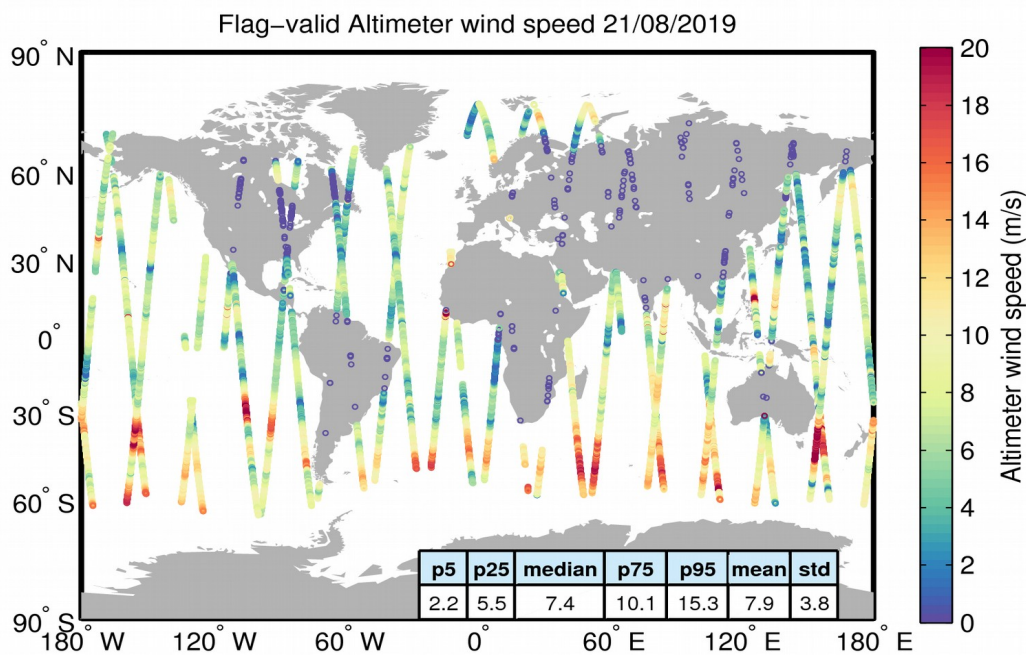 Flag−valid Altimeter wind speed 21/08/2019
90° N
60° N
30° N
0°
30° S
60° S
90° S
180° W
120° W
60° W
0°
60° E
120° E
180° E
p5 p25 median p75 p95 mean std
2.2 5.5 7.4 10.1 15.3 7.9 3.8
20
18
16
14
12
10
8
6
4
2
0
Altimeter wind speed (m/s)